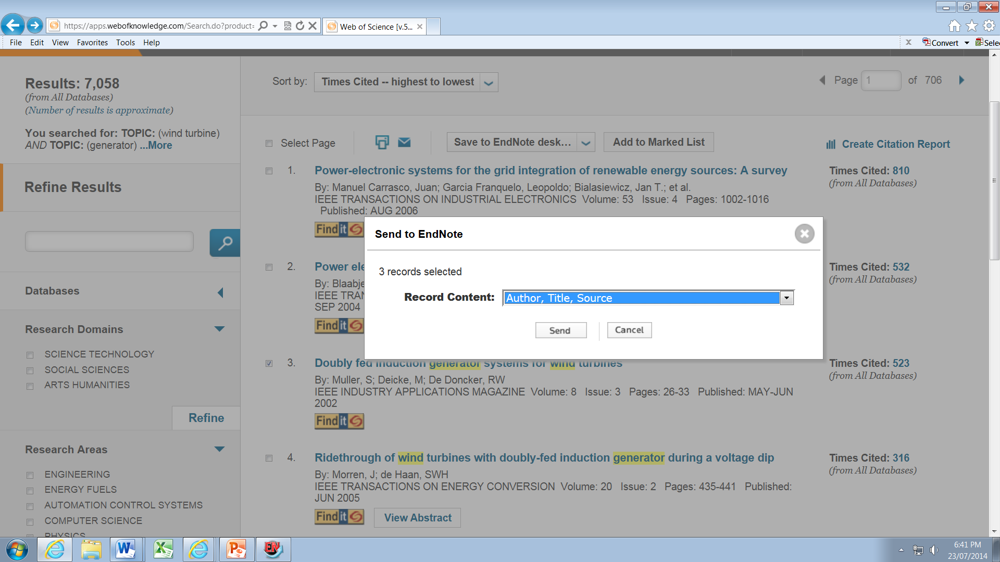 https://apps.webofknowledge.com/Search.do?product=
Web of Science [v.5...
File Edit View Favorites Tools Help
Convert
Selec
Results: 7,058
(from All Databases)
(Number of results is approximate)
You searched for: TOPIC: (wind turbine)
AND TOPIC: (generator) ...More
Refine Results
Databases
Research Domains
SCIENCE TECHNOLOGY
SOCIAL SCIENCES
ARTS HUMANITIES
Refine
Research Areas
ENGINEERING
ENERGY FUELS
AUTOMATION CONTROL SYSTEMS
COMPUTER SCIENCE
PHYSICS
Sort by: Times Cited -- highest to lowest
Page 1 of 706
Select Page
Save to EndNote desk...
Add to Marked List
Create Citation Report
1. Power-electronic systems for the grid integration of renewable energy sources: A survey
By: Manuel Carrasco, Juan; Garcia Franquelo, Leopoldo; Bialasiewicz, Jan T.; et al.
IEEE TRANSACTIONS ON INDUSTRIAL ELECTRONICS Volume: 53 Issue: 4 Pages: 1002-1016
Published: AUG 2006
Find it
Times Cited: 810
(from All Databases)
Send to EndNote
3 records selected
Record Content: Author, Title, Source
Send
Cancel
2. Power ele
By: Blaabje
IEEE TRAN
SEP 2004
Find it
Times Cited: 532
(from All Databases)
3. Doubly fed induction generator systems for wind turbines
By: Muller, S; Deicke, M; De Doncker, RW
IEEE INDUSTRY APPLICATIONS MAGAZINE Volume: 8 Issue: 3 Pages: 26-33 Published: MAY-JUN
2002
Find it
Times Cited: 523
(from All Databases)
4. Ridethrough of wind turbines with doubly-fed induction generator during a voltage dip
By: Morren, J; de Haan, SWH
IEEE TRANSACTIONS ON ENERGY CONVERSION Volume: 20 Issue: 2 Pages: 435-441 Published:
JUN 2005
Find it
View Abstract
Times Cited: 316
(from All Databases)
EN
6:41 PM
23/07/2014